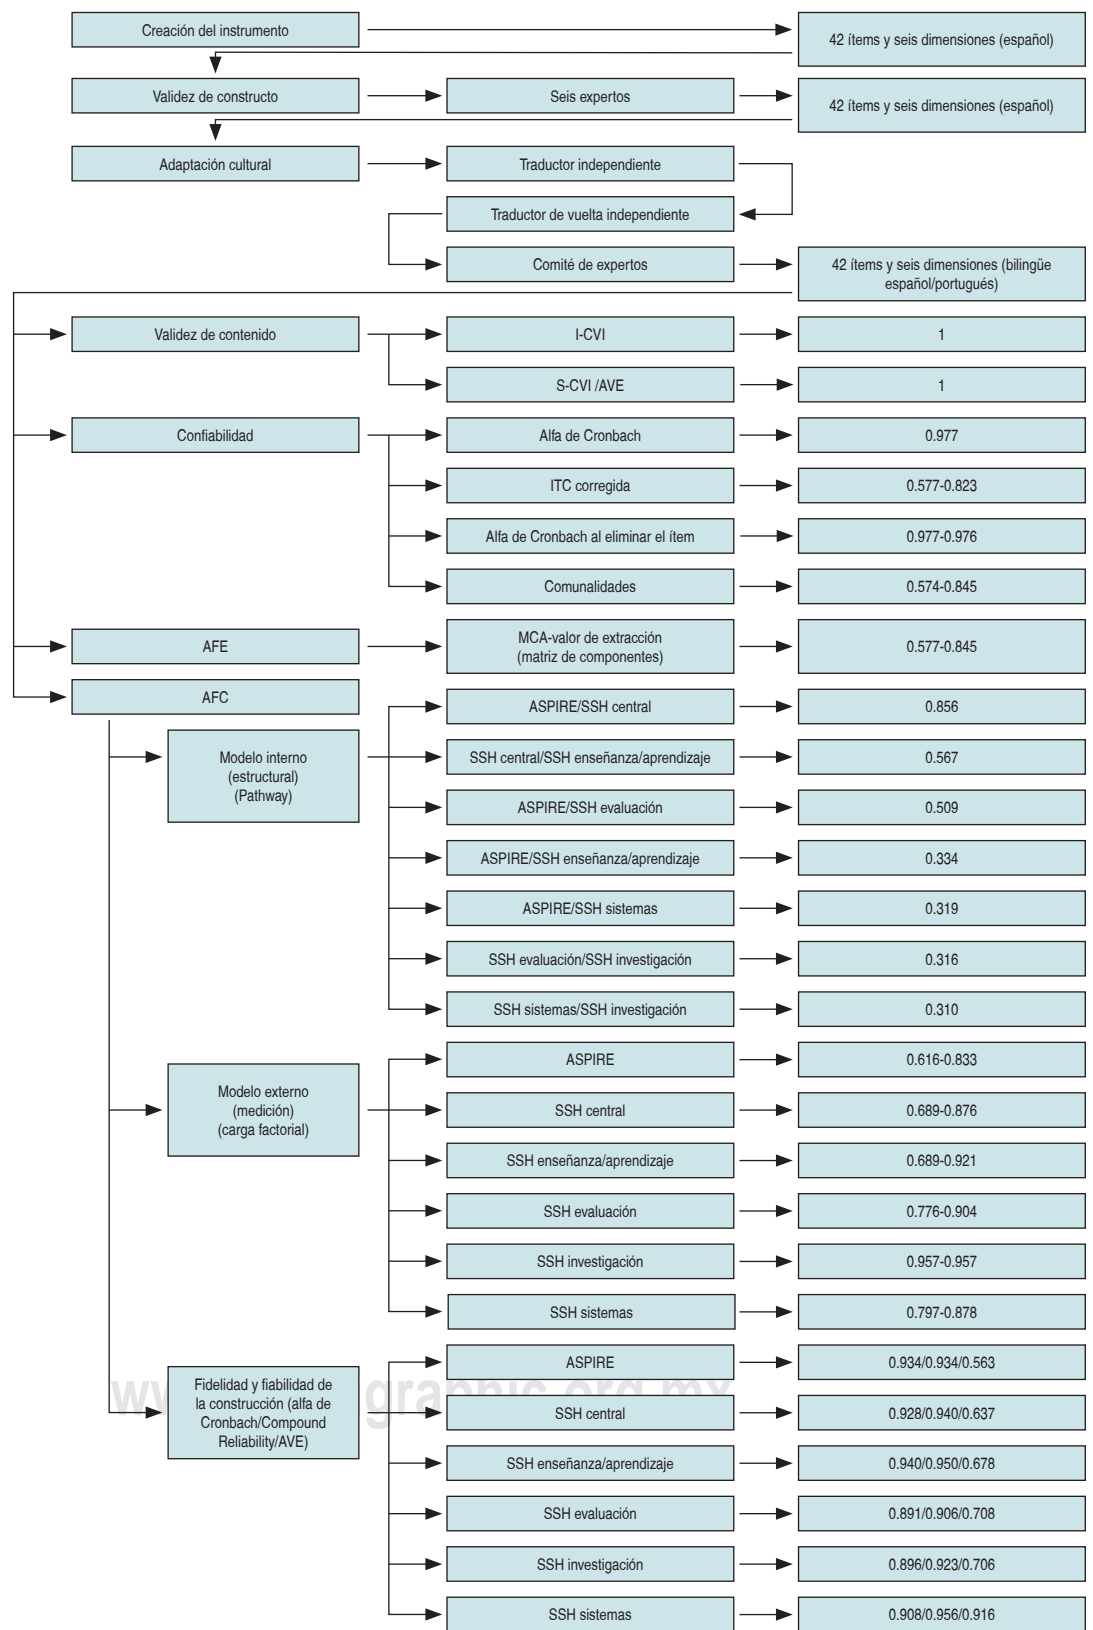 Creación del instrumento
42 ítems y seis dimensiones (español)
Validez de constructo
Seis expertos
42 ítems y seis dimensiones (español)
Adaptación cultural
Traductor independiente
Traductor de vuelta independiente
Comité de expertos
42 ítems y seis dimensiones (bilingüe
español/portugués)
Validez de contenido
I-CVI
1
S-CVI /AVE
1
Confiabilidad
Alfa de Cronbach
0.977
ITC corregida
0.577-0.823
Alfa de Cronbach al eliminar el ítem
0.977-0.976
Comunalidades
0.574-0.845
AFE
MCA-valor de extracción
(matriz de componentes)
0.577-0.845
AFC
Modelo interno
(estructural)
(Pathway)
ASPIRE/SSH central
0.856
SSH central/SSH enseñanza/aprendizaje
0.567
ASPIRE/SSH evaluación
0.509
ASPIRE/SSH enseñanza/aprendizaje
0.334
ASPIRE/SSH sistemas
0.319
SSH evaluación/SSH investigación
0.316
SSH sistemas/SSH investigación
0.310
Modelo externo
(medición)
(carga factorial)
ASPIRE
0.616-0.833
SSH central
0.689-0.876
SSH enseñanza/aprendizaje
0.689-0.921
SSH evaluación
0.776-0.904
SSH investigación
0.957-0.957
SSH sistemas
0.797-0.878
Fidelidad y fiabilidad de
la construcción (alfa de
Cronbach/Compound
Reliability/AVE)
ASPIRE
0.934/0.934/0.563
SSH central
0.928/0.940/0.637
SSH enseñanza/aprendizaje
0.940/0.950/0.678
SSH evaluación
0.891/0.906/0.708
SSH investigación
0.896/0.923/0.706
SSH sistemas
0.908/0.956/0.916